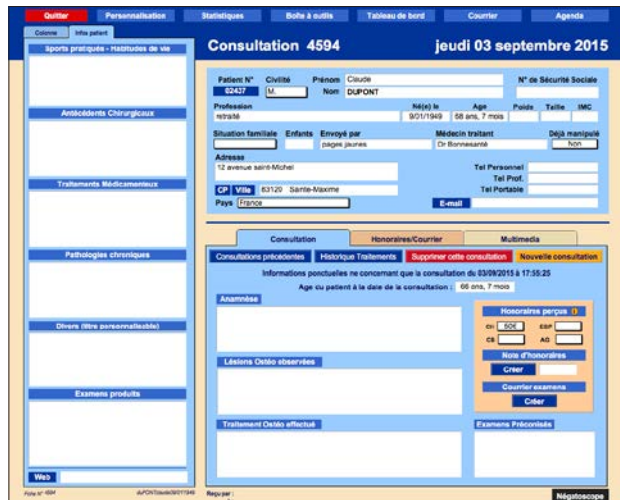 Quitter Personnalisation Statistiques Boîte à outils Tableau de bord Courrier Agenda
Colonne Infos patient
Sports pratiqués - Habitudes de vie
Consultation 4594 jeudi 03 septembre 2015
Patient N° Civilité Prénom Claude N° de Sécurité Sociale
02437 M. Nom DUPONT
Profession Né(e) le Age Poids Taille IMC
retraité 9/01/1949 66 ans, 7 mois
Antécédents Chirurgicaux
Situation familiale Enfants Envoyé par Médecin traitant Déjà manipulé
pages jaunes Dr Bonnesanté Non
Adresse
12 avenue saint-Michel Tel Personnel
Tel Prof.
CP Ville 83120 Sainte-Maxime Tel Portable
Pays France E-mail
Traitements Médicamenteux
Consultation Honoraires/Courrier Multimedia
Pathologies chroniques
Consultations précédentes Historique Traitements Supprimer cette consultation Nouvelle consultation
Informations ponctuelles ne concernant que la consultation du 03/09/2015 à 17:55:25
Age du patient à la date de la consultation : 66 ans, 7 mois
Anamnèse
Honoraires perçus
CH 50€ ESP
CB AG
Divers (titre personnalisable)
Note d'honoraires
Créer
Lésions Ostéo observées
Courrier examens
Créer
Examens produits
Traitement Ostéo effectué Examens Préconisés
Web
Fiche N° 4594 duPONTclaude09/011949 Reçu par :
Négatoscope